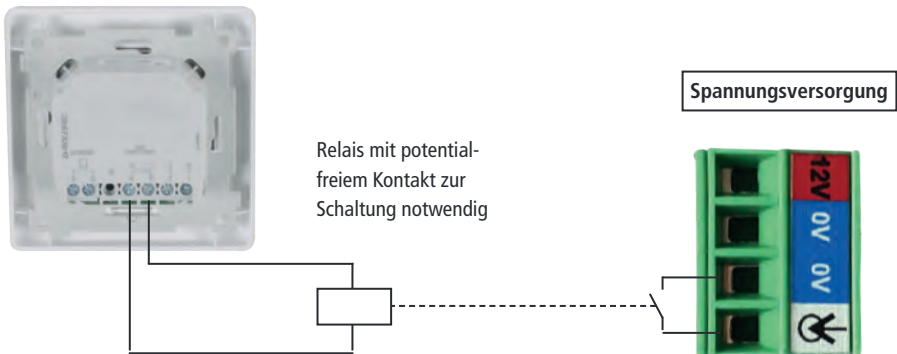 Spannungsversorgung
Relais mit potential-
freiem Kontakt zur
Schaltung notwendig
12V
0V
0V